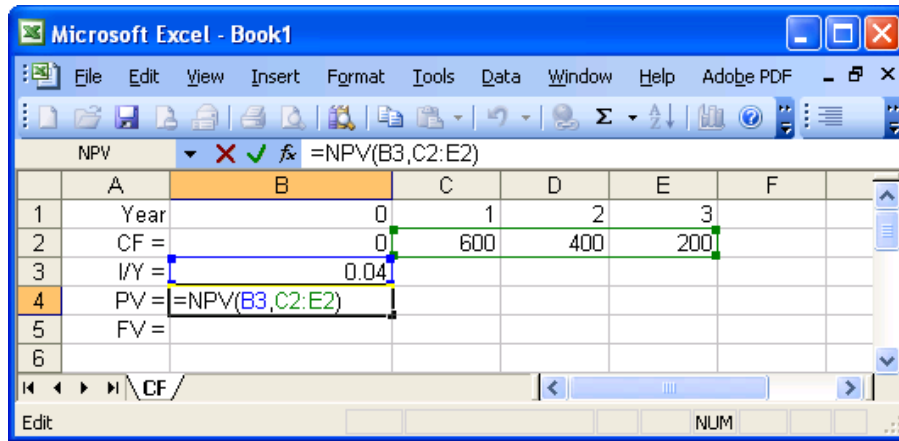 Microsoft Excel - Book1
File Edit View Insert Format Tools Data Window Help Adobe PDF
NPV fx =NPV(B3,C2:E2)
A B C D E F
1 Year 0 1 2 3
2 CF = 0 600 400 200
3 I/Y = 0.04
4 PV = =NPV(B3,C2:E2)
5 FV =
6
CF
Edit NUM